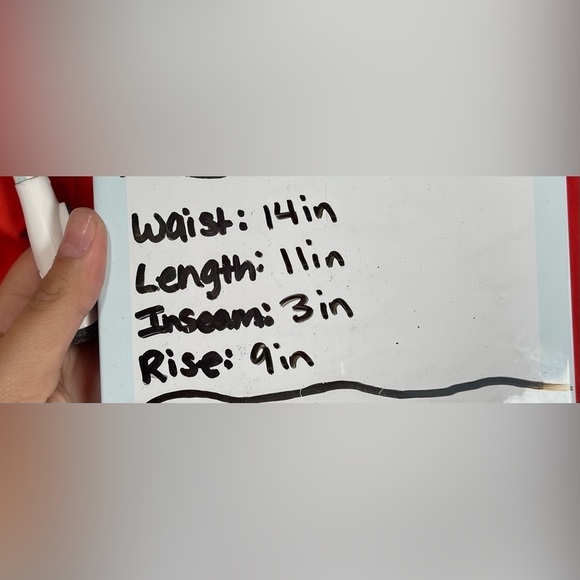 Waist: 14in
Length: 11in
Inseam: 3in
Rise: 9in